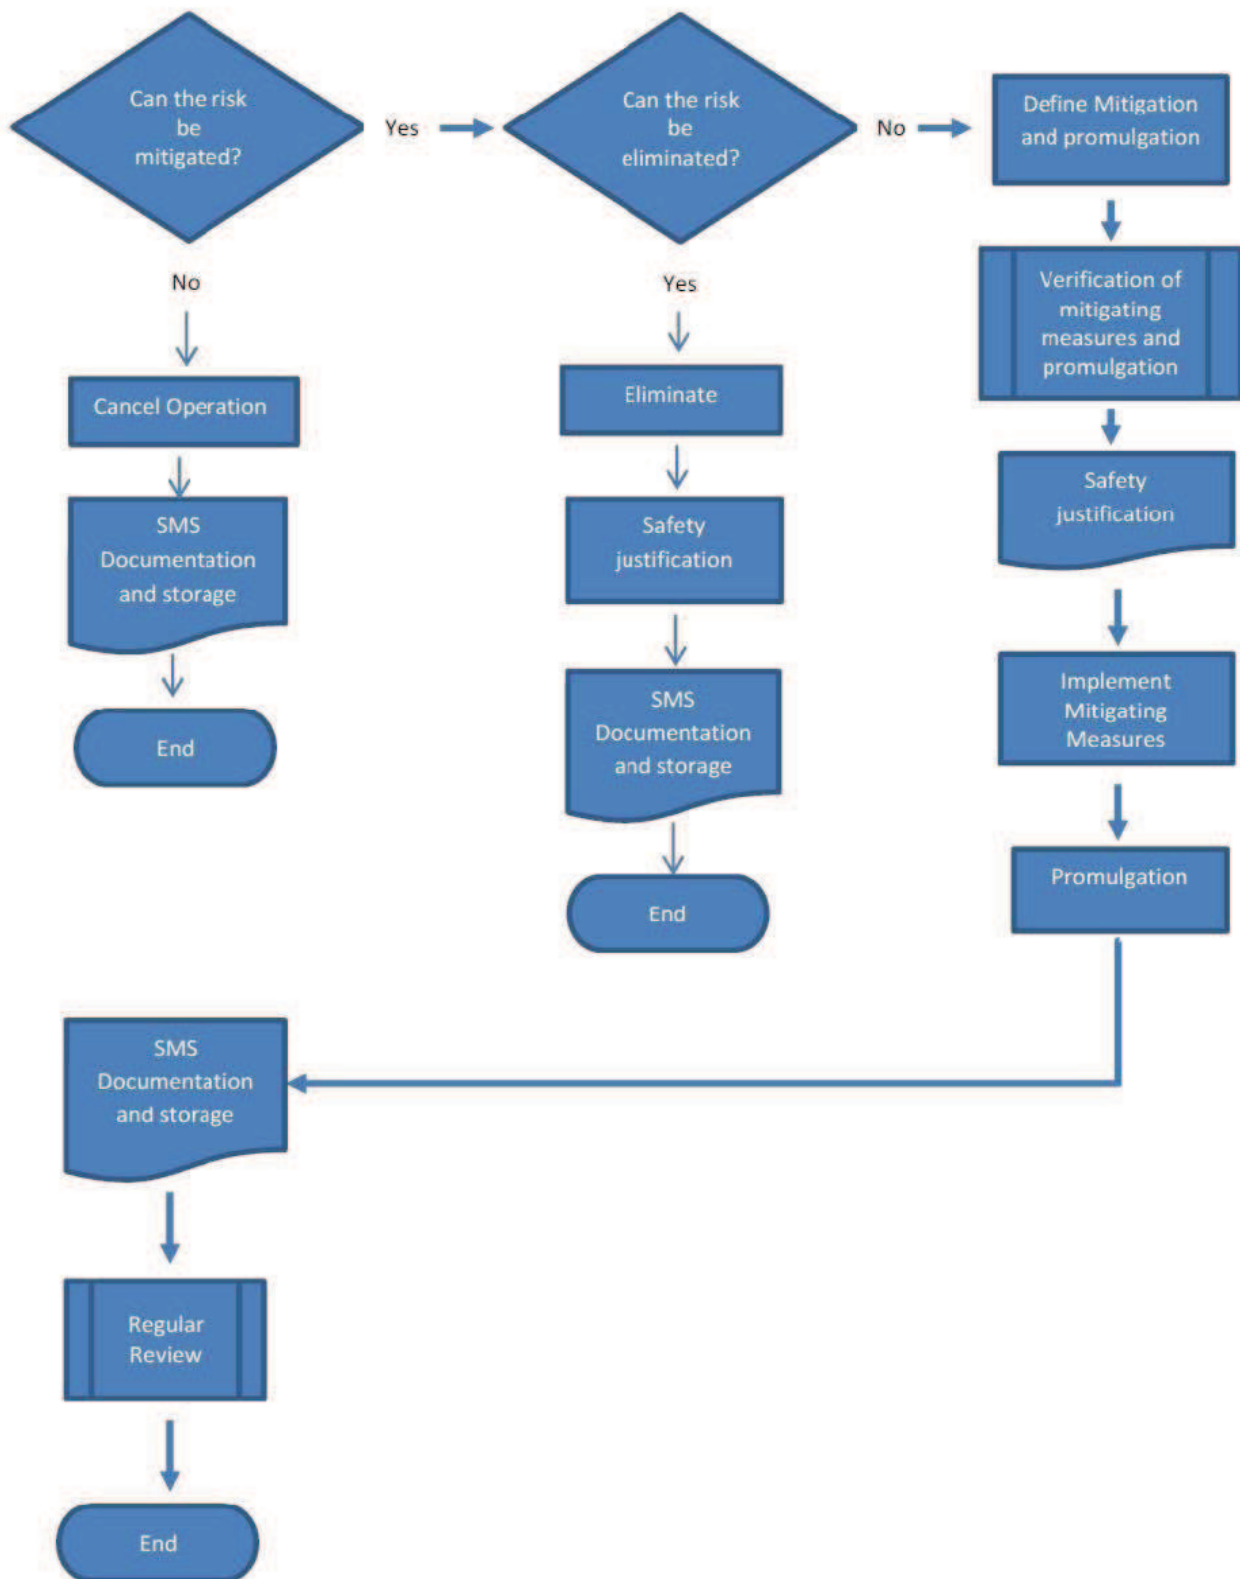 Can the risk
be
mitigated?
Yes
Can the risk
be
eliminated?
No
Define Mitigation
and promulgation
No
Yes
Verification of
mitigating
measures and
promulgation
Cancel Operation
Eliminate
Safety
justification
SMS
Documentation
and storage
Safety
justification
Implement
Mitigating
Measures
End
SMS
Documentation
and storage
Promulgation
End
SMS
Documentation
and storage
Regular
Review
End